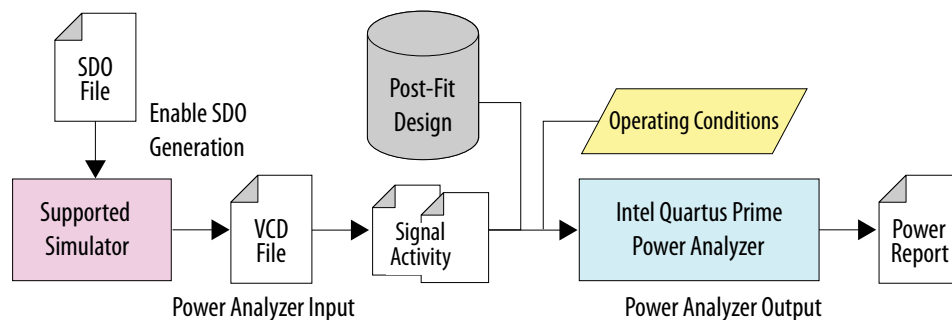 SDO
File
Enable SDO
Generation
Post-Fit
Design
Operating Conditions
Supported
Simulator
VCD
File
Signal
Activity
Intel Quartus Prime
Power Analyzer
Power
Report
Power Analyzer Input
Power Analyzer Output